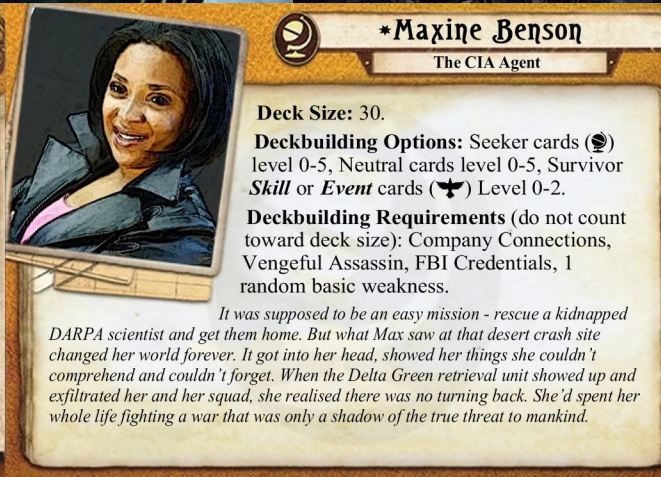 *Maxine Benson
The CIA Agent
Deck Size: 30.
Deckbuilding Options: Seeker cards ( )
level 0-5, Neutral cards level 0-5, Survivor
Skill or Event cards ( ) Level 0-2.
Deckbuilding Requirements (do not count
toward deck size): Company Connections,
Vengeful Assassin, FBI Credentials, 1
random basic weakness.
It was supposed to be an easy mission - rescue a kidnapped
DARPA scientist and get them home. But what Max saw at that desert crash site
changed her world forever. It got into her head, showed her things she couldn't
comprehend and couldn't forget. When the Delta Green retrieval unit showed up and
exfiltrated her and her squad, she realised there was no turning back. She'd spent her
whole life fighting a war that was only a shadow of the true threat to mankind.